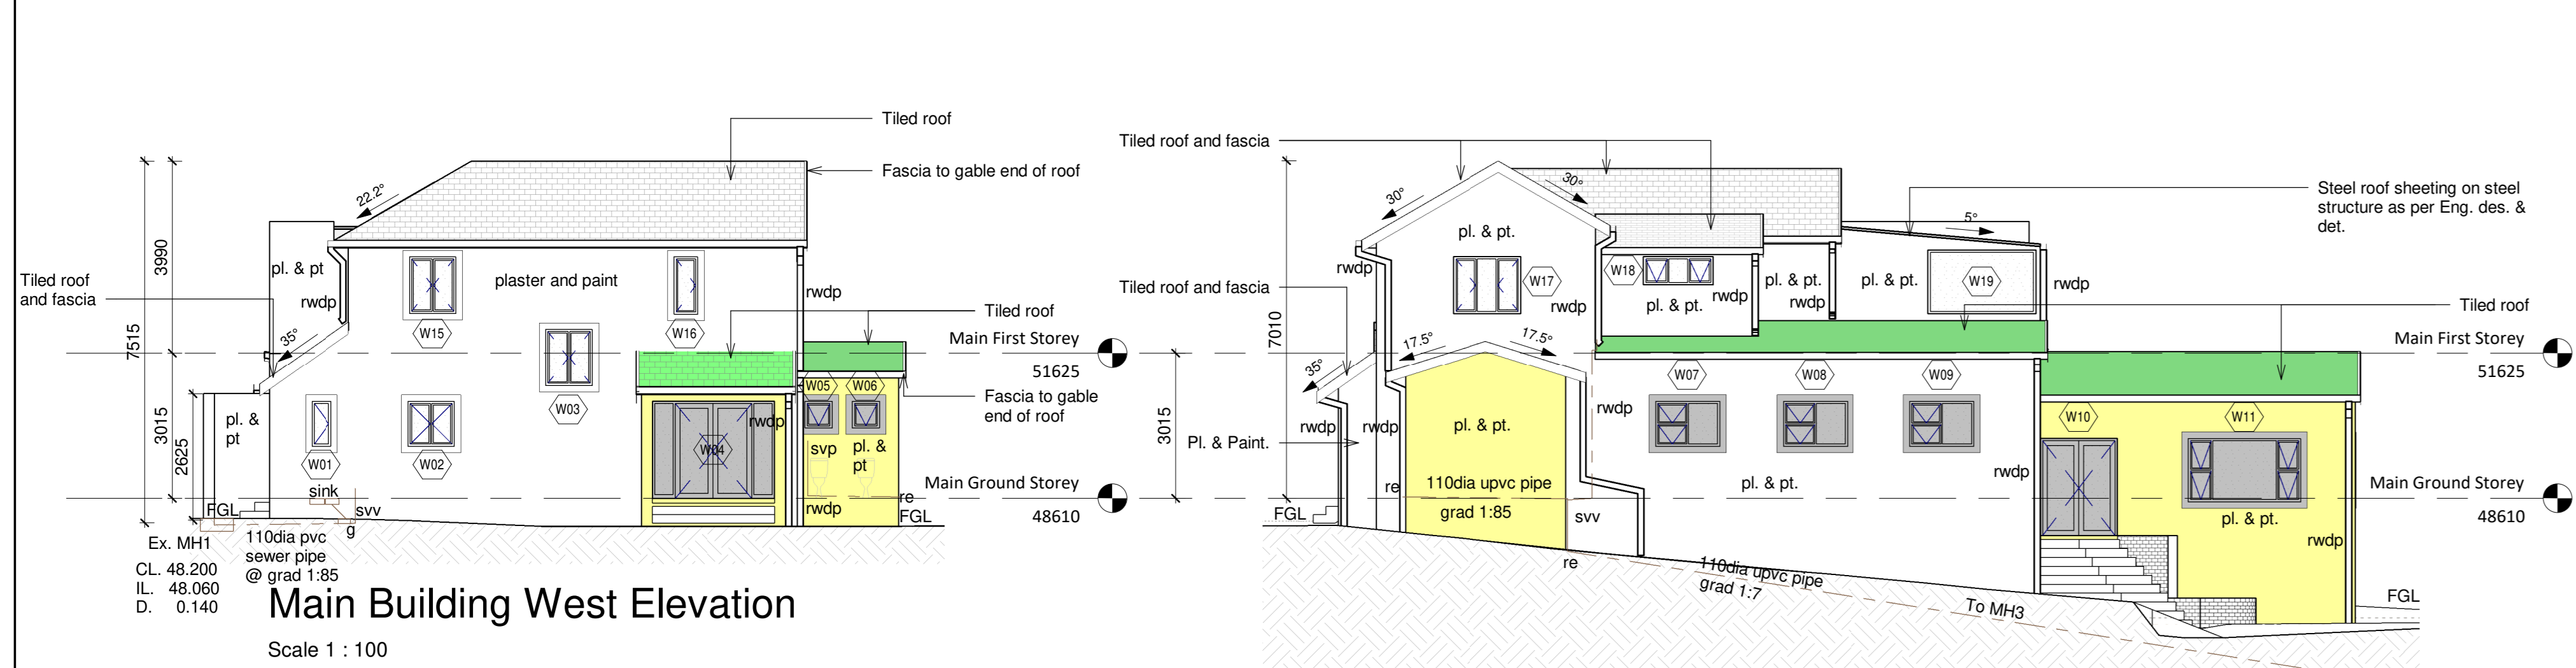 Tiled roof
Fascia to gable end of roof
22.2°
3990
7515
3015
2625
Tiled roof
and fascia
pl. & pt
rwdp
35°
plaster and paint
rwdp
W15
W16
W03
Tiled roof
Main First Storey
51625
W05
W06
Fascia to gable
end of roof
pl. &
pt
W01
W02
W04
rwdp
svp
pl. &
pt
rwdp
Main Ground Storey
48610
re
FGL
FGL
sink
svv
g
Ex. MH1
CL. 48.200
IL. 48.060
D. 0.140
110dia pvc
sewer pipe
@ grad 1:85
Main Building West Elevation
Scale 1 : 100
Tiled roof and fascia
30°
30°
7010
pl. & pt.
rwdp
W17
rwdp
W18
pl. & pt.
rwdp
pl. & pt.
rwdp
5°
pl. & pt.
W19
rwdp
Steel roof sheeting on steel
structure as per Eng. des. &
det.
Tiled roof and fascia
Tiled roof
17.5°
17.5°
35°
Main First Storey
51625
3015
Pl. & Paint.
rwdp
rwdp
pl. & pt.
rwdp
W07
W08
W09
W10
W11
re
110dia upvc pipe
grad 1:85
svv
pl. & pt.
rwdp
Main Ground Storey
48610
pl. & pt.
rwdp
FGL
re
110dia upvc pipe
grad 1:7
To MH3
FGL